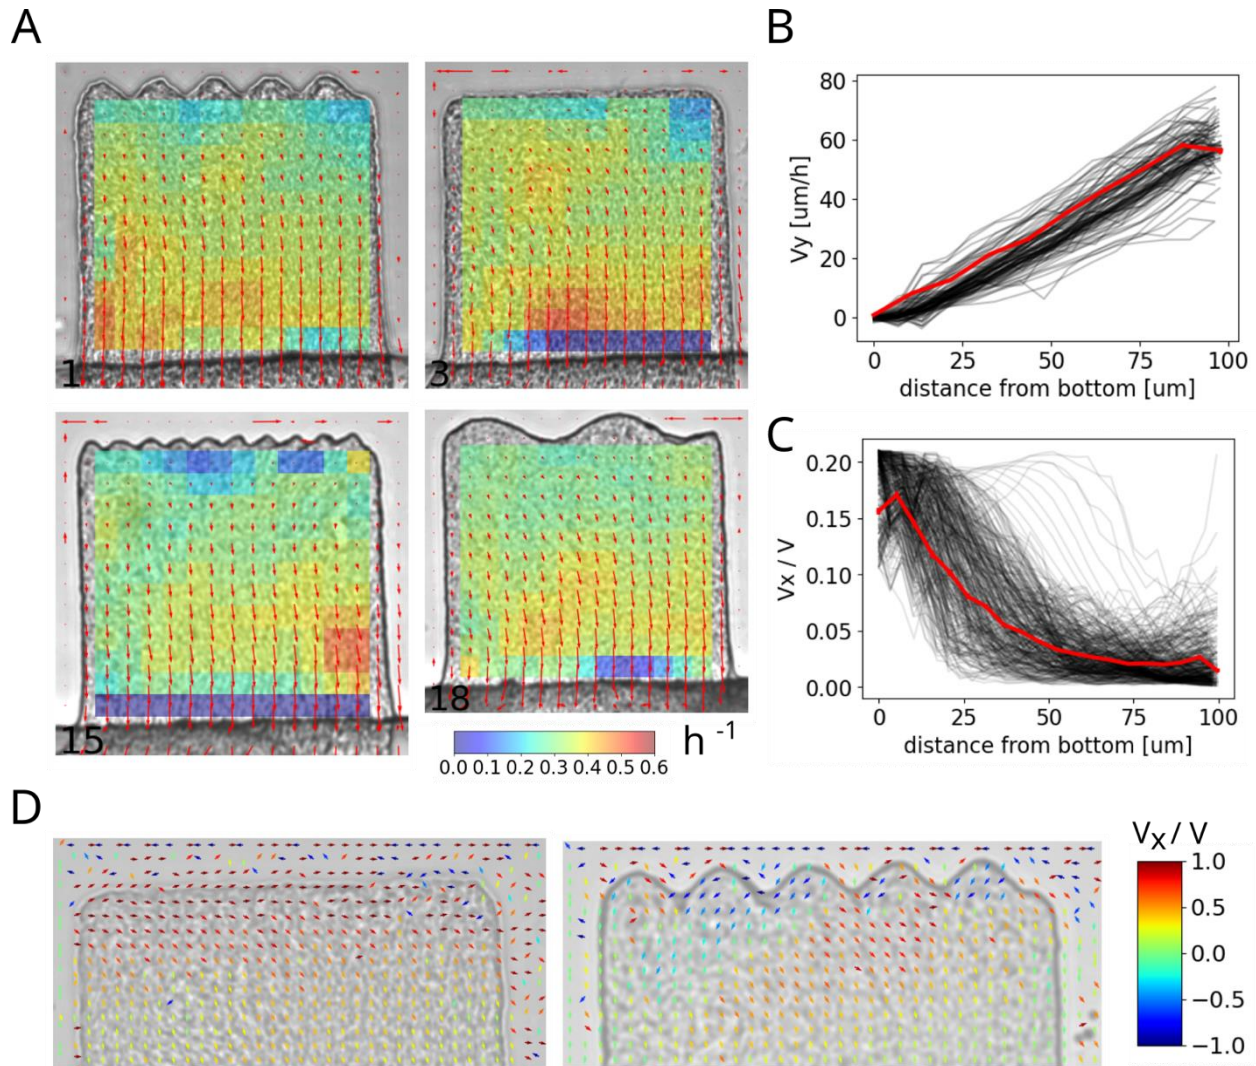 A
B
1
3
15
18
0.0 0.1 0.2 0.3 0.4 0.5 0.6
h -1
80
60
40
20
0
Vy [um/h]
0 25 50 75 100
distance from bottom [um]
C
0.20
0.15
0.10
0.05
0.00
Vx / V
0 25 50 75 100
distance from bottom [um]
D
VX / V
1.0
0.5
0.0
−0.5
−1.0